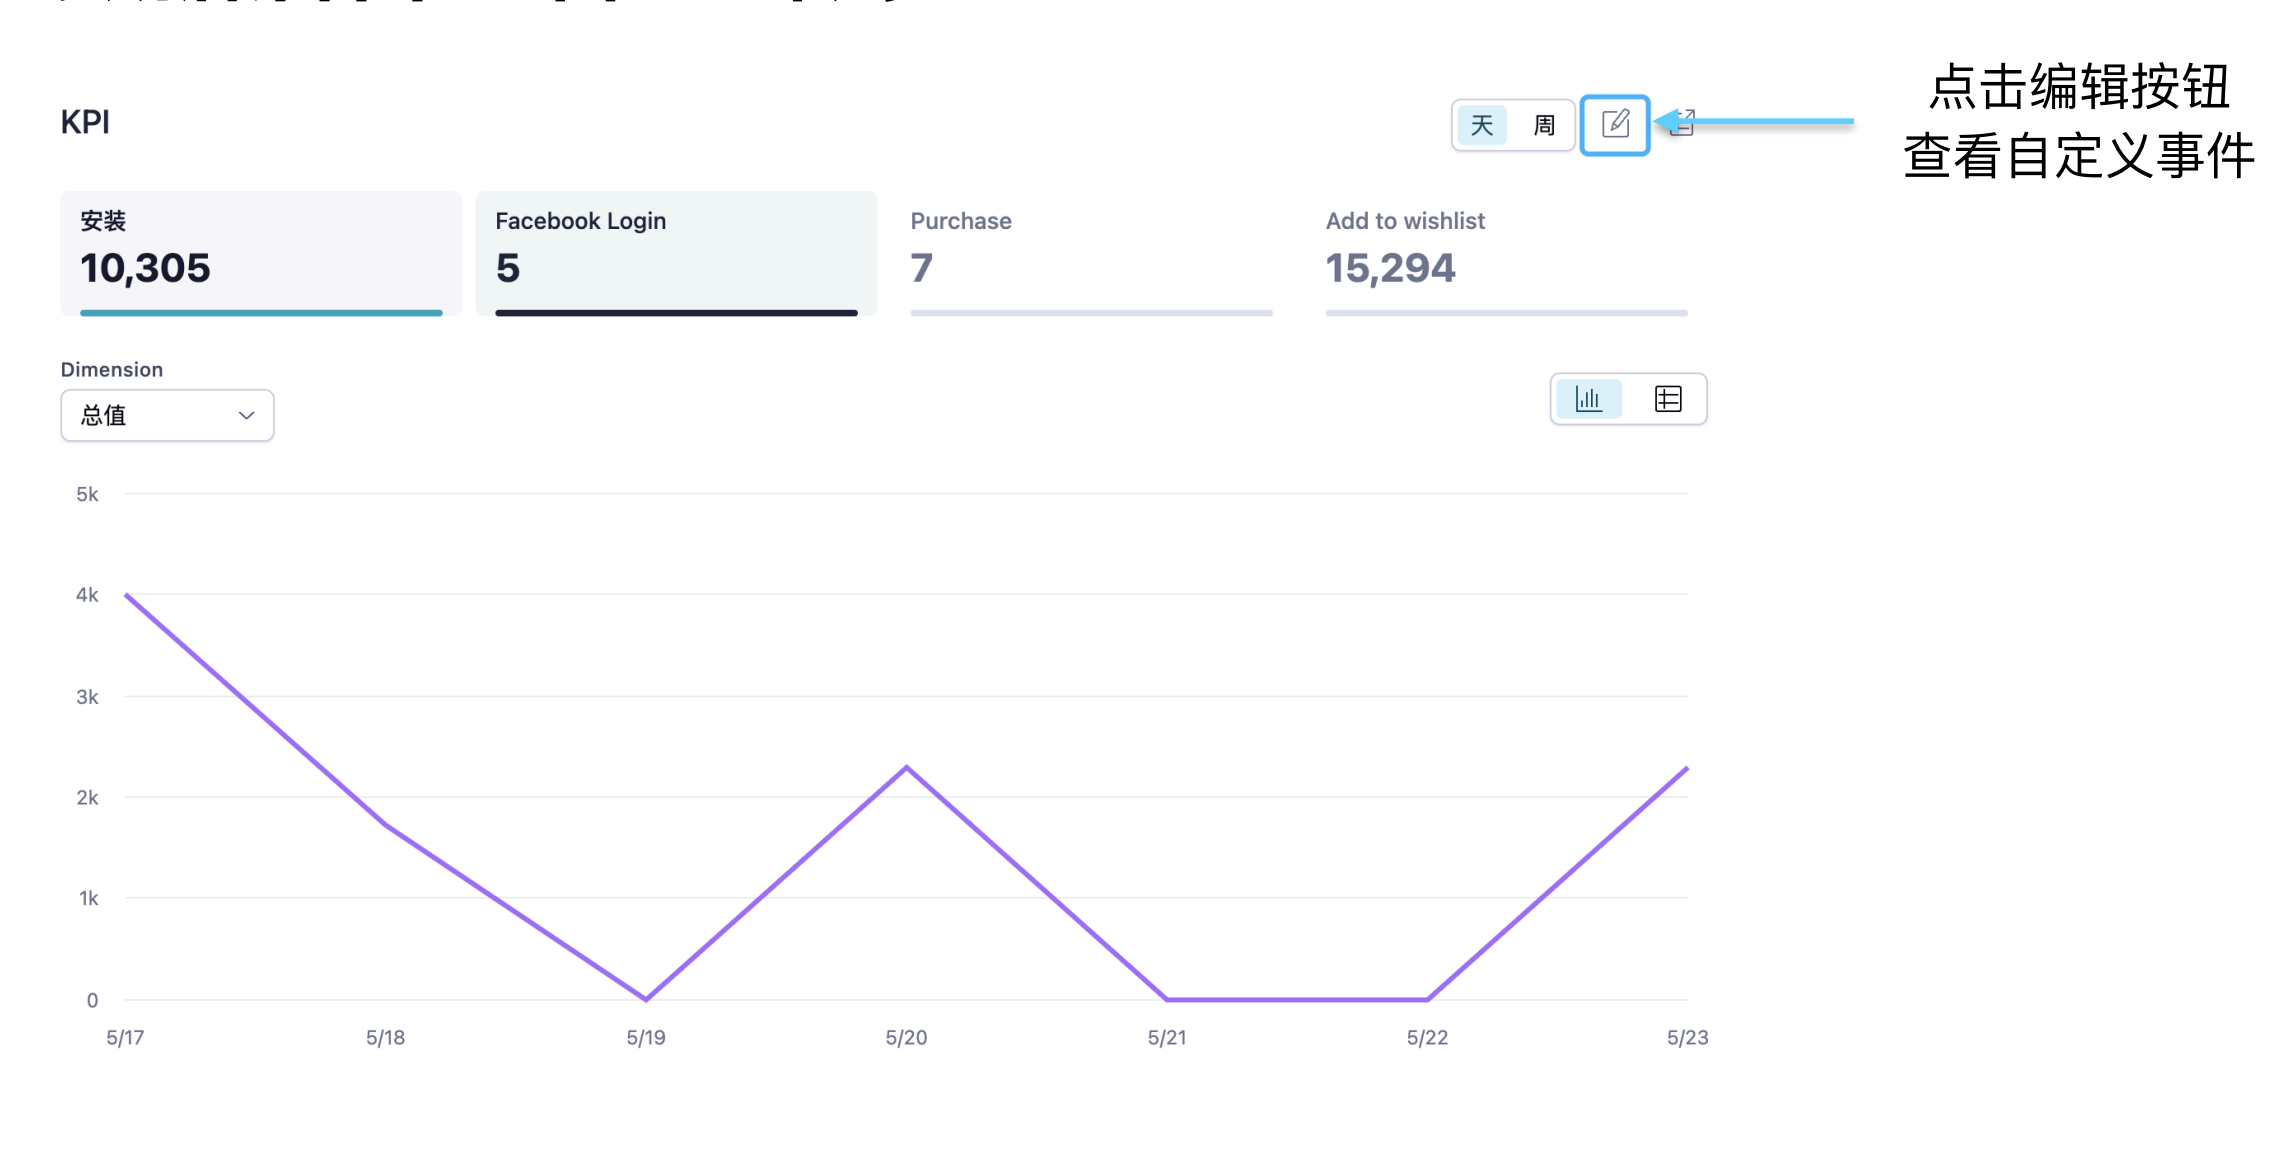 点击编辑按钮
查看自定义事件
KPI
天 周
安装
10,305
Facebook Login
5
Purchase
7
Add to wishlist
15,294
Dimension
总值
5k
4k
3k
2k
1k
0
5/17 5/18 5/19 5/20 5/21 5/22 5/23